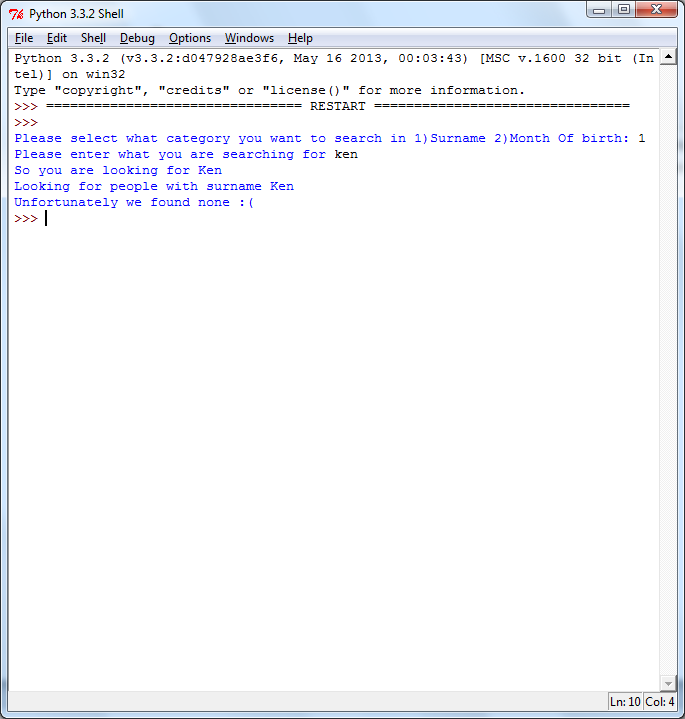 Python 3.3.2 Shell
File Edit Shell Debug Options Windows Help
Python 3.3.2 (v3.3.2:d047928ae3f6, May 16 2013, 00:03:43) [MSC v.1600 32 bit (In
tel)] on win32
Type "copyright", "credits" or "license()" for more information.
>>> ================================ RESTART ================================
>>>
Please select what category you want to search in 1)Surname 2)Month Of birth: 1
Please enter what you are searching for ken
So you are looking for Ken
Looking for people with surname Ken
Unfortunately we found none :(
>>>
Ln: 10 Col: 4